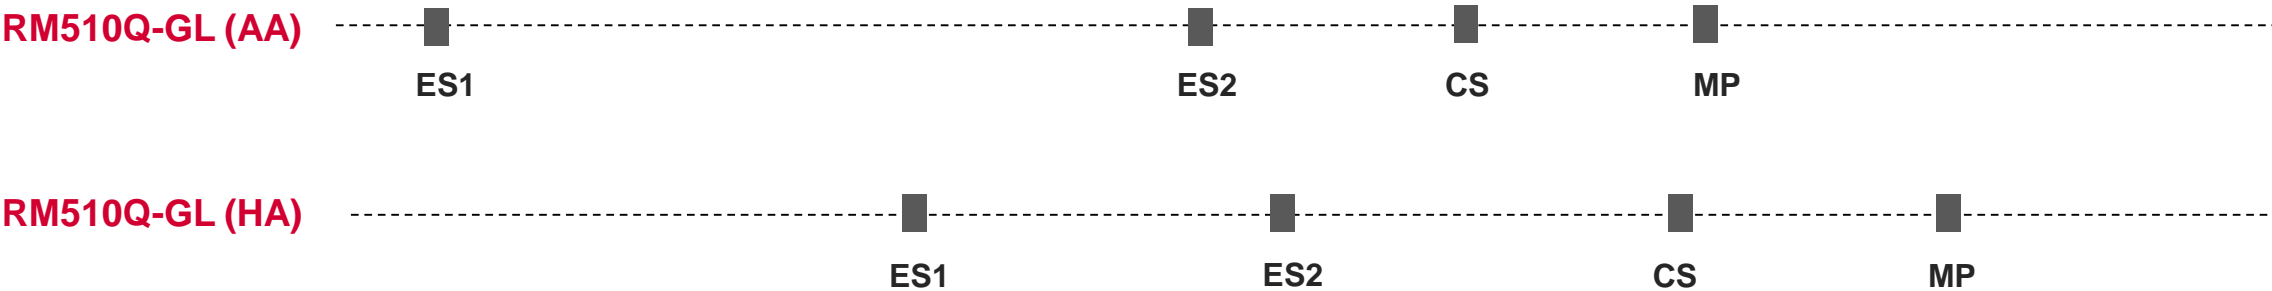 RM510Q-GL (AA)
ES1 ES2 CS MP
RM510Q-GL (HA)
ES1 ES2 CS MP